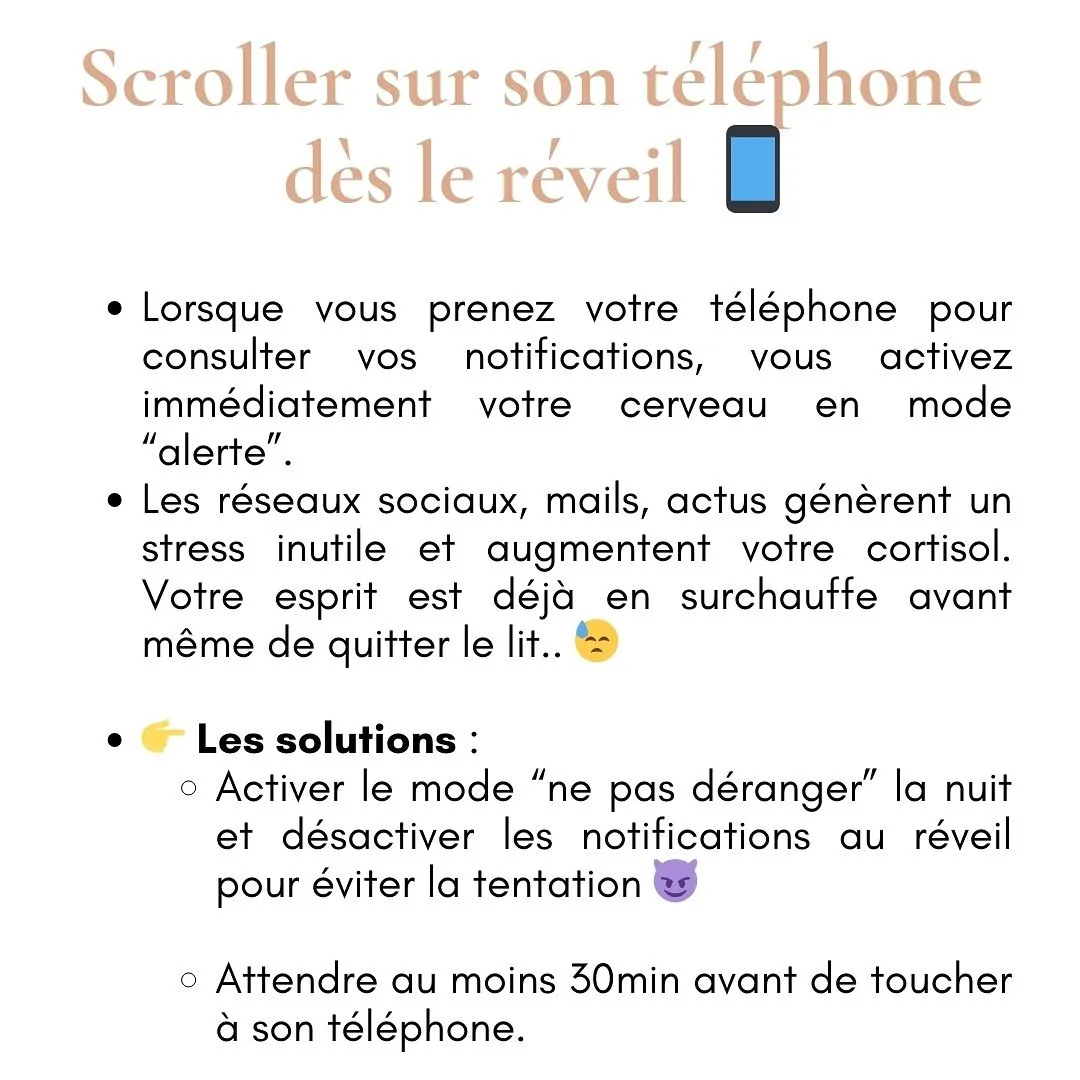 Scroller sur son téléphone
dès le réveil 📱
• Lorsque vous prenez votre téléphone pour
consulter vos notifications, vous activez
immédiatement votre cerveau en mode
“alerte”.
• Les réseaux sociaux, mails, actus génèrent un
stress inutile et augmentent votre cortisol.
Votre esprit est déjà en surchauffe avant
même de quitter le lit.. 😓
• 👉 Les solutions :
◦ Activer le mode “ne pas déranger” la nuit
et désactiver les notifications au réveil
pour éviter la tentation 😈
◦ Attendre au moins 30min avant de toucher
à son téléphone.